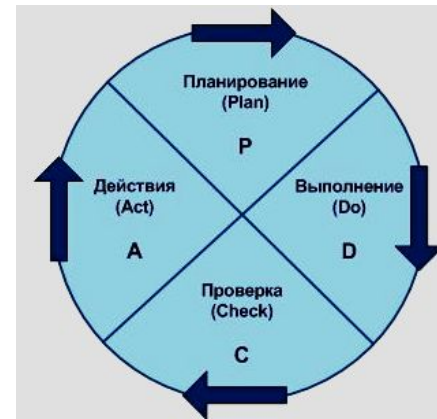 Планирование
(Plan)
P
Действия
(Act)
A
Выполнение
(Do)
D
Проверка
(Check)
C